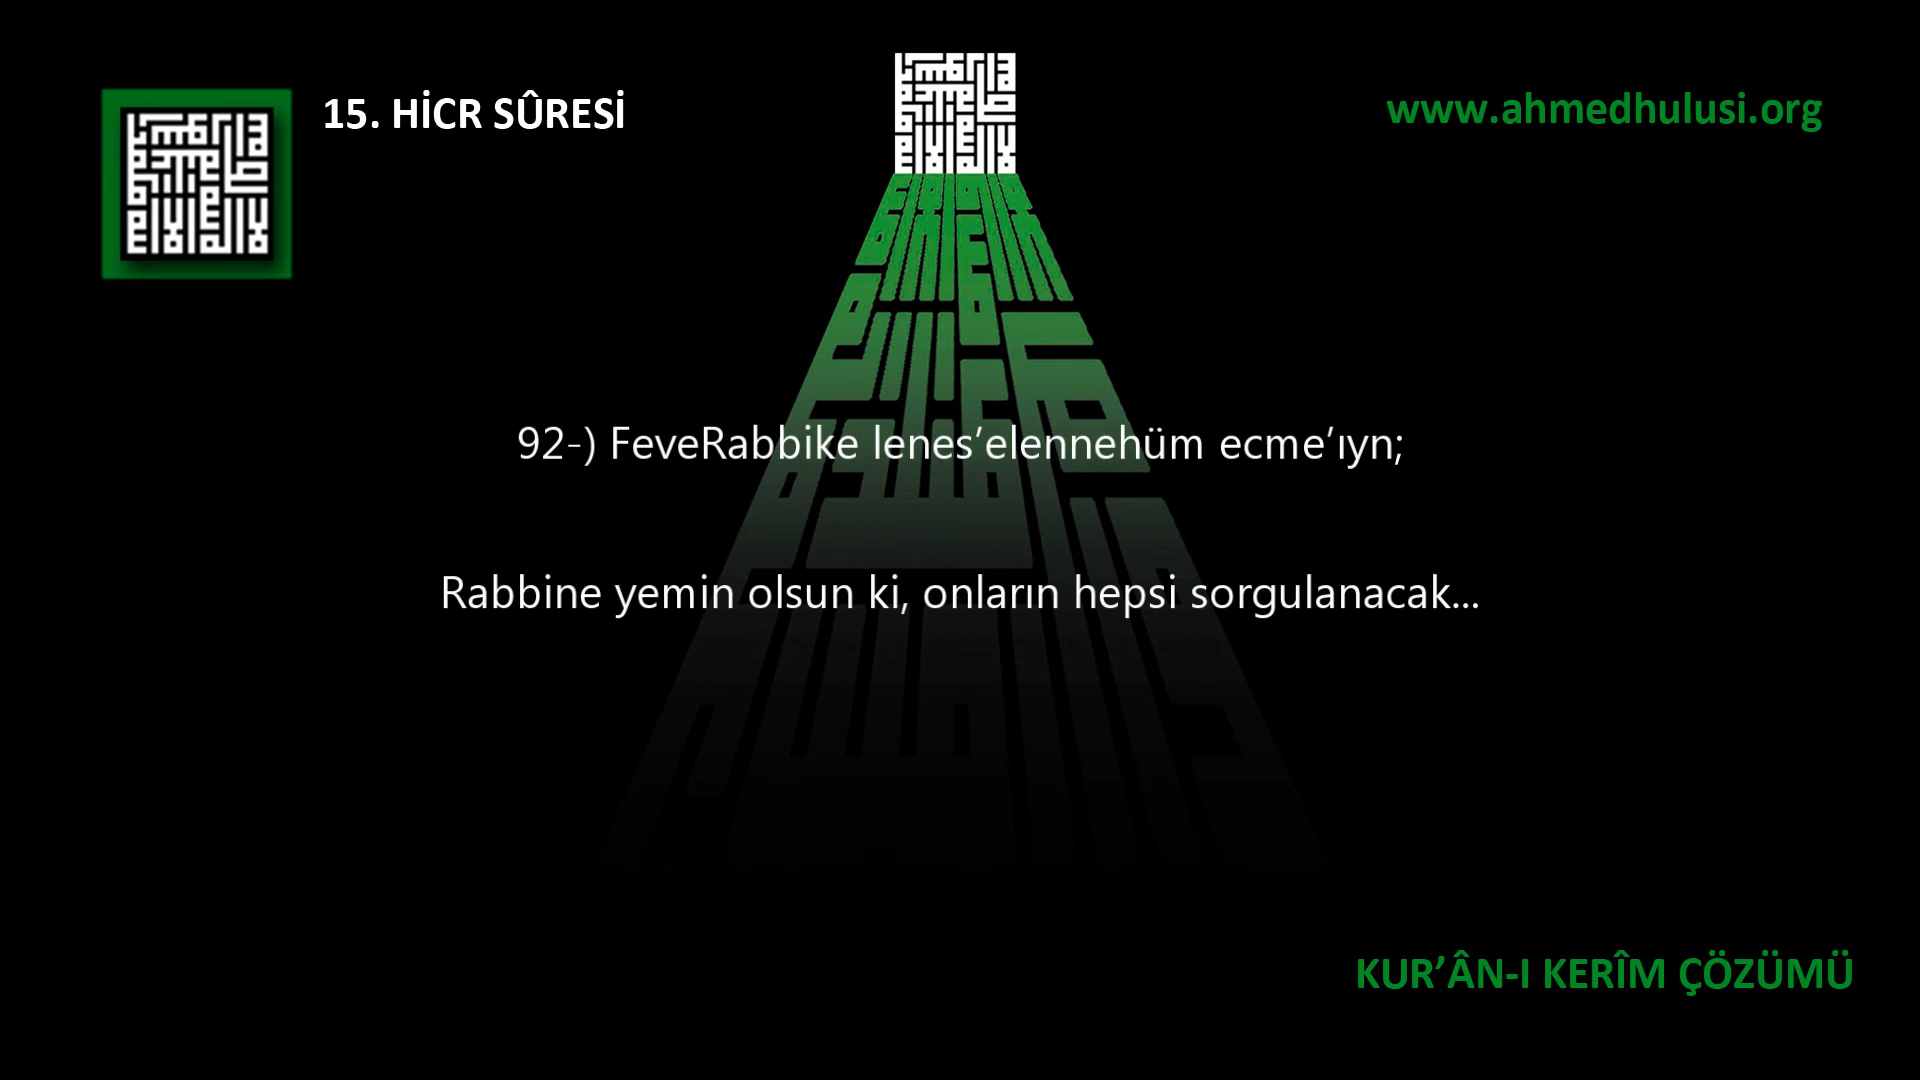 15. HİCR SÛRESİ
www.ahmedhulusi.org
92-) FeveRabbike lenes’elennehüm ecme’ıyn;
Rabbine yemin olsun ki, onların hepsi sorgulanacak...
KUR’ÂN-I KERÎM ÇÖZÜMÜ